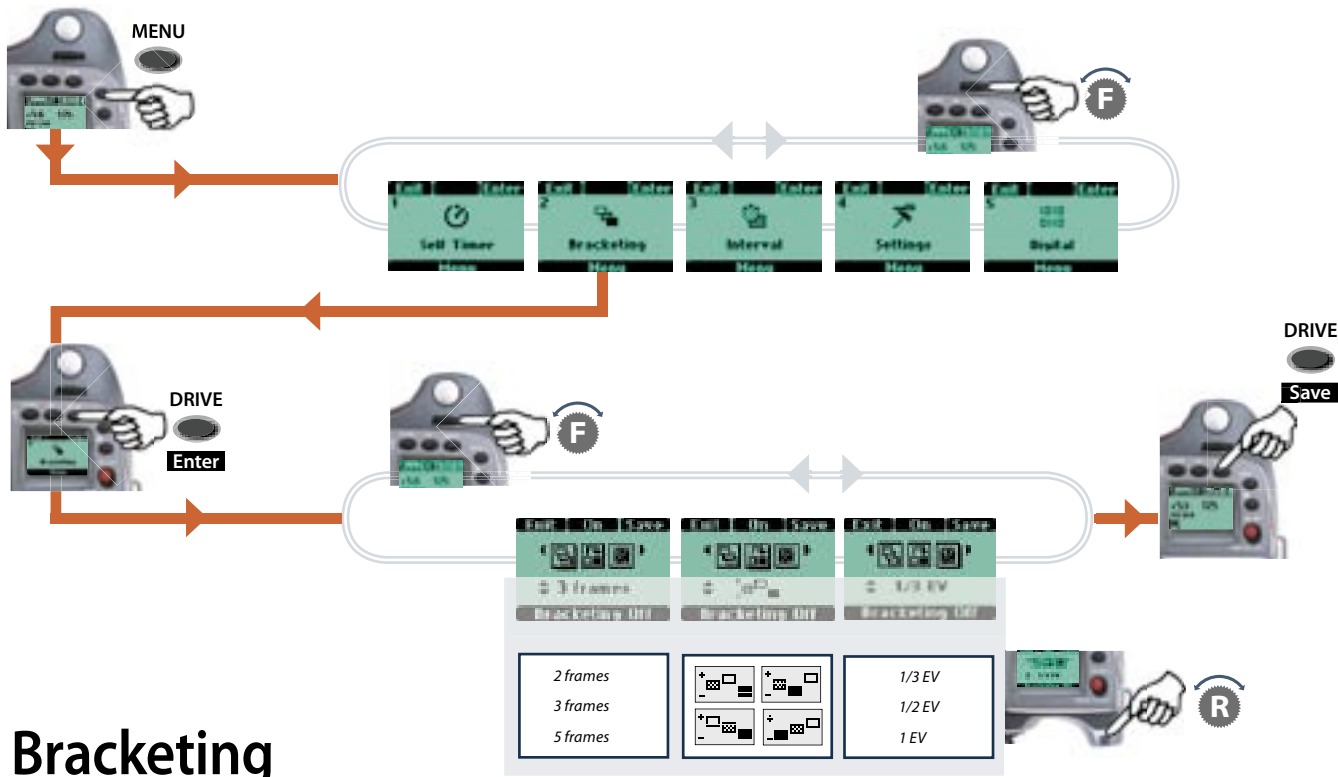 MENU
F
Exit Enter
1
Self Timer
Menu
Exit Enter
2
Bracketing
Menu
Exit Enter
3
Interval
Menu
Exit Enter
4
Settings
Menu
Exit Enter
5
Digital
Menu
DRIVE
Enter
F
DRIVE
Save
Exit On Save
3 frames
Bracketing Off
Exit On Save
Bracketing Off
Exit On Save
1/3 EV
Bracketing Off
2 frames
3 frames
5 frames
1/3 EV
1/2 EV
1 EV
R
Bracketing